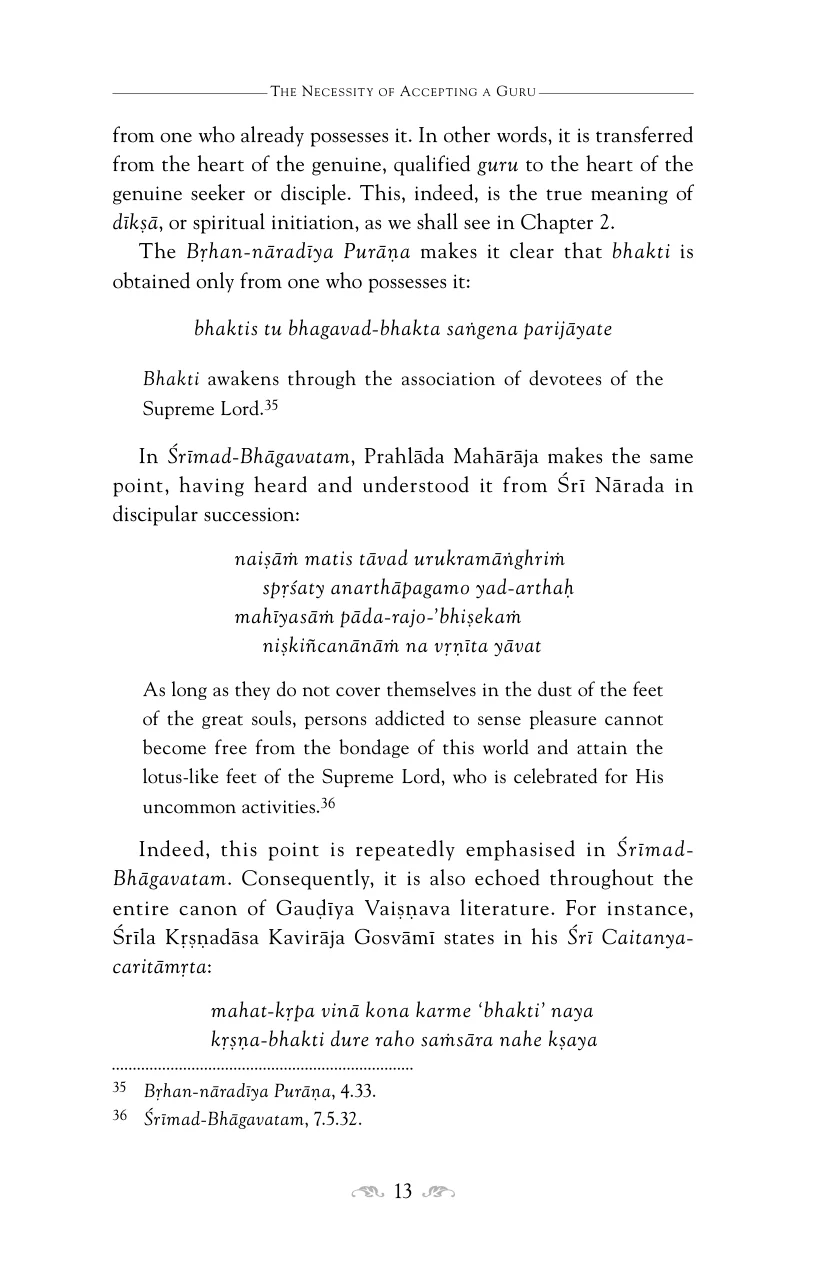 The Necessity of Accepting a Guru
from one who already possesses it. In other words, it is transferred
from the heart of the genuine, qualified guru to the heart of the
genuine seeker or disciple. This, indeed, is the true meaning of
dīkṣā, or spiritual initiation, as we shall see in Chapter 2.
The Bṛhan-nāradīya Purāṇa makes it clear that bhakti is
obtained only from one who possesses it:
bhaktis tu bhagavad-bhakta saṅgena parijāyate
Bhakti awakens through the association of devotees of the
Supreme Lord.35
In Śrīmad-Bhāgavatam, Prahlāda Mahārāja makes the same
point, having heard and understood it from Śrī Nārada in
discipular succession:
naiṣāṁ matis tāvad urukramāṅghriṁ
spṛśaty anarthāpagamo yad-arthaḥ
mahīyasāṁ pāda-rajo-’bhiṣekaṁ
niṣkiñcanānāṁ na vṛṇīta yāvat
As long as they do not cover themselves in the dust of the feet
of the great souls, persons addicted to sense pleasure cannot
become free from the bondage of this world and attain the
lotus-like feet of the Supreme Lord, who is celebrated for His
uncommon activities.36
Indeed, this point is repeatedly emphasised in Śrīmad-
Bhāgavatam. Consequently, it is also echoed throughout the
entire canon of Gauḍīya Vaiṣṇava literature. For instance,
Śrīla Kṛṣṇadāsa Kavirāja Gosvāmī states in his Śrī Caitanya-
caritāmṛta:
mahat-kṛpa vinā kona karme ‘bhakti’ naya
kṛṣṇa-bhakti dure raho saṁsāra nahe kṣaya
35 Bṛhan-nāradīya Purāṇa, 4.33.
36 Śrīmad-Bhāgavatam, 7.5.32.
13